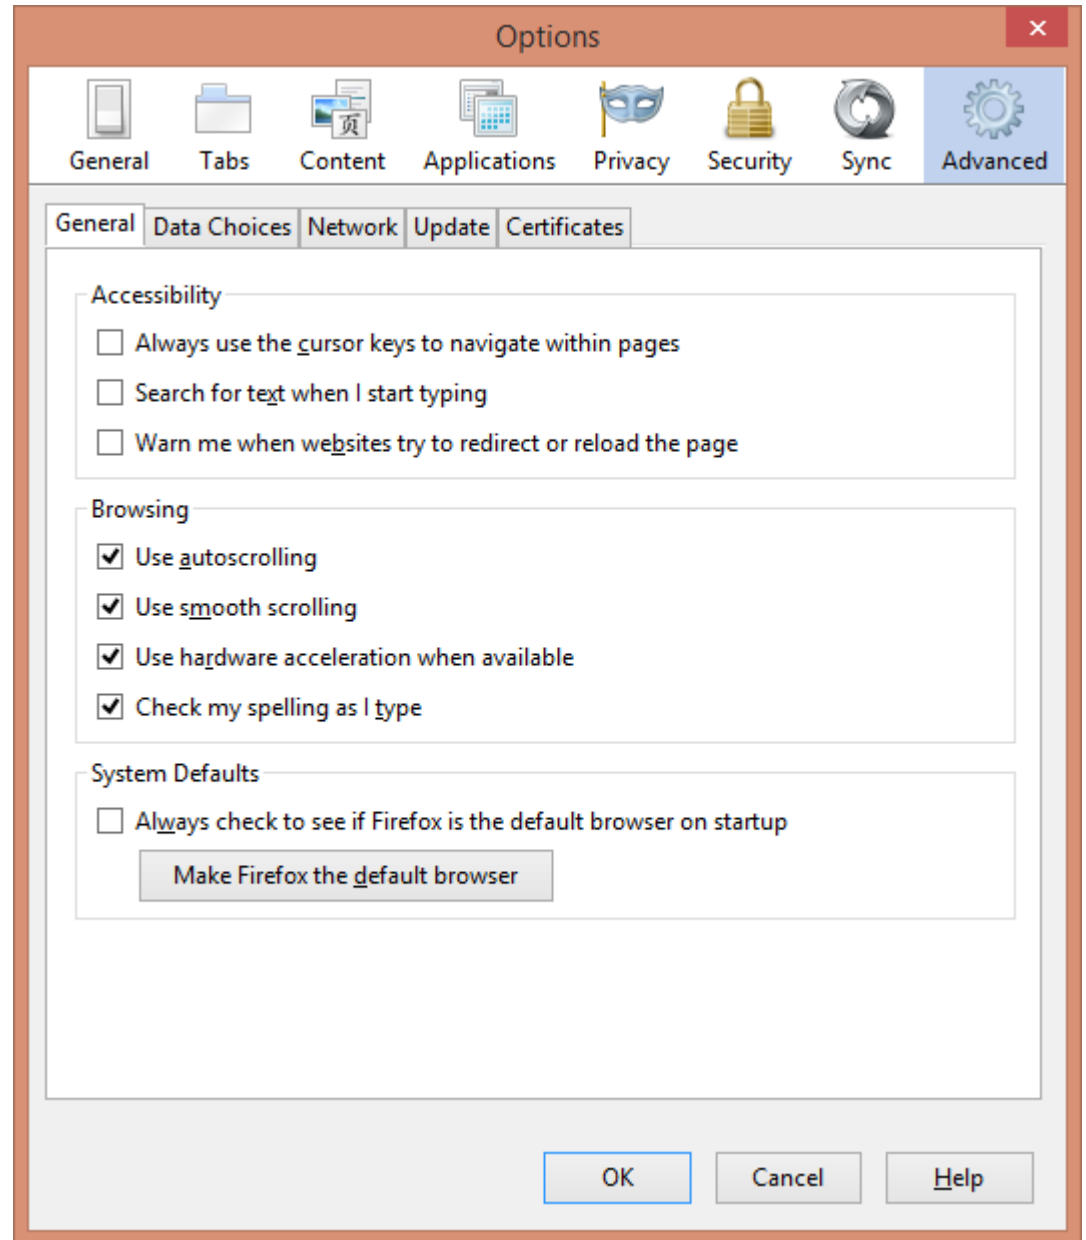 Options
General Tabs Content Applications Privacy Security Sync Advanced
页
General Data Choices Network Update Certificates
Accessibility
Always use the cursor keys to navigate within pages
Search for text when I start typing
Warn me when websites try to redirect or reload the page
Browsing
Use autoscrolling
Use smooth scrolling
Use hardware acceleration when available
Check my spelling as I type
System Defaults
Always check to see if Firefox is the default browser on startup
Make Firefox the default browser
OK Cancel Help